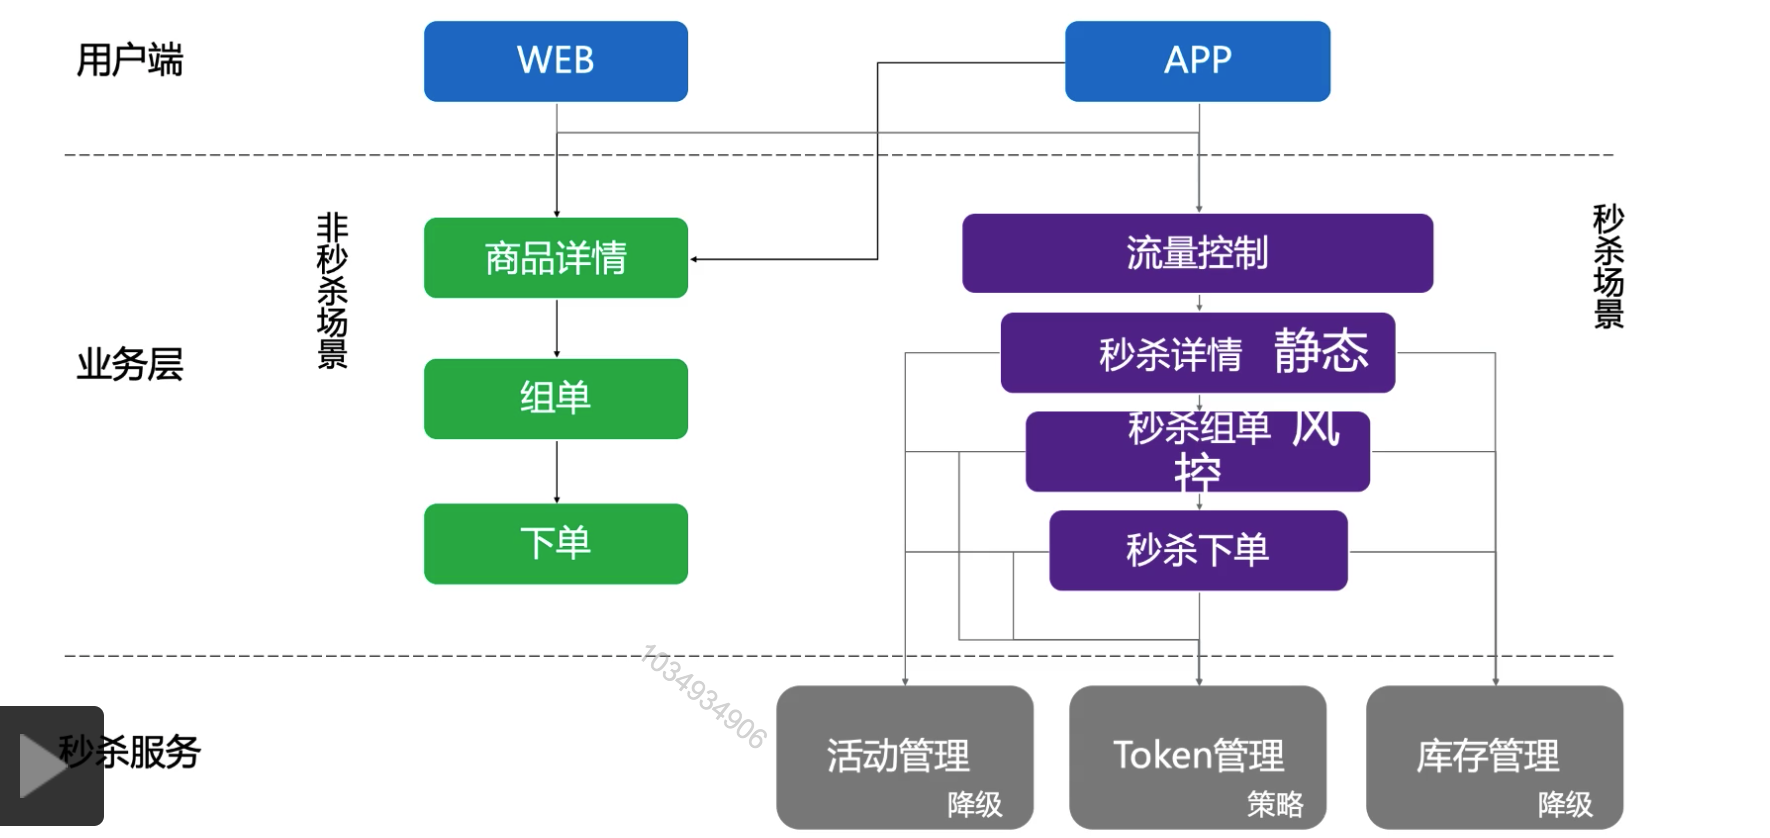 用户端
WEB
APP
非秒杀场景
秒杀场景
业务层
商品详情
组单
下单
流量控制
秒杀详情 静态
秒杀组单 风
控
秒杀下单
1034934906
秒杀服务
活动管理
降级
Token管理
策略
库存管理
降级